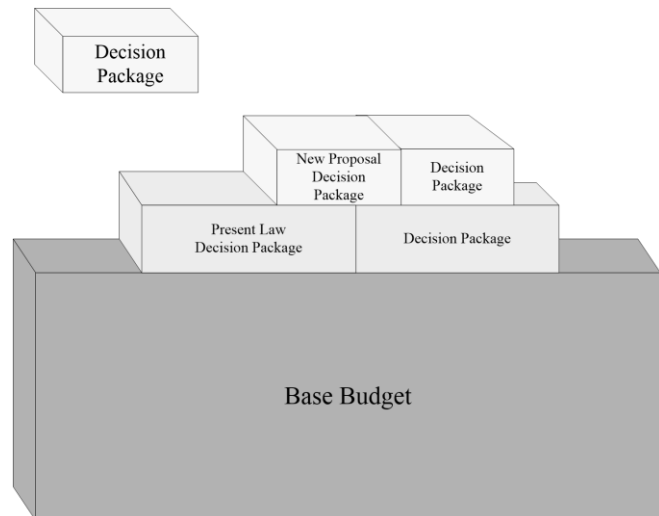 Decision
Package
New Proposal
Decision
Package
Decision
Package
Present Law
Decision Package
Decision Package
Base Budget